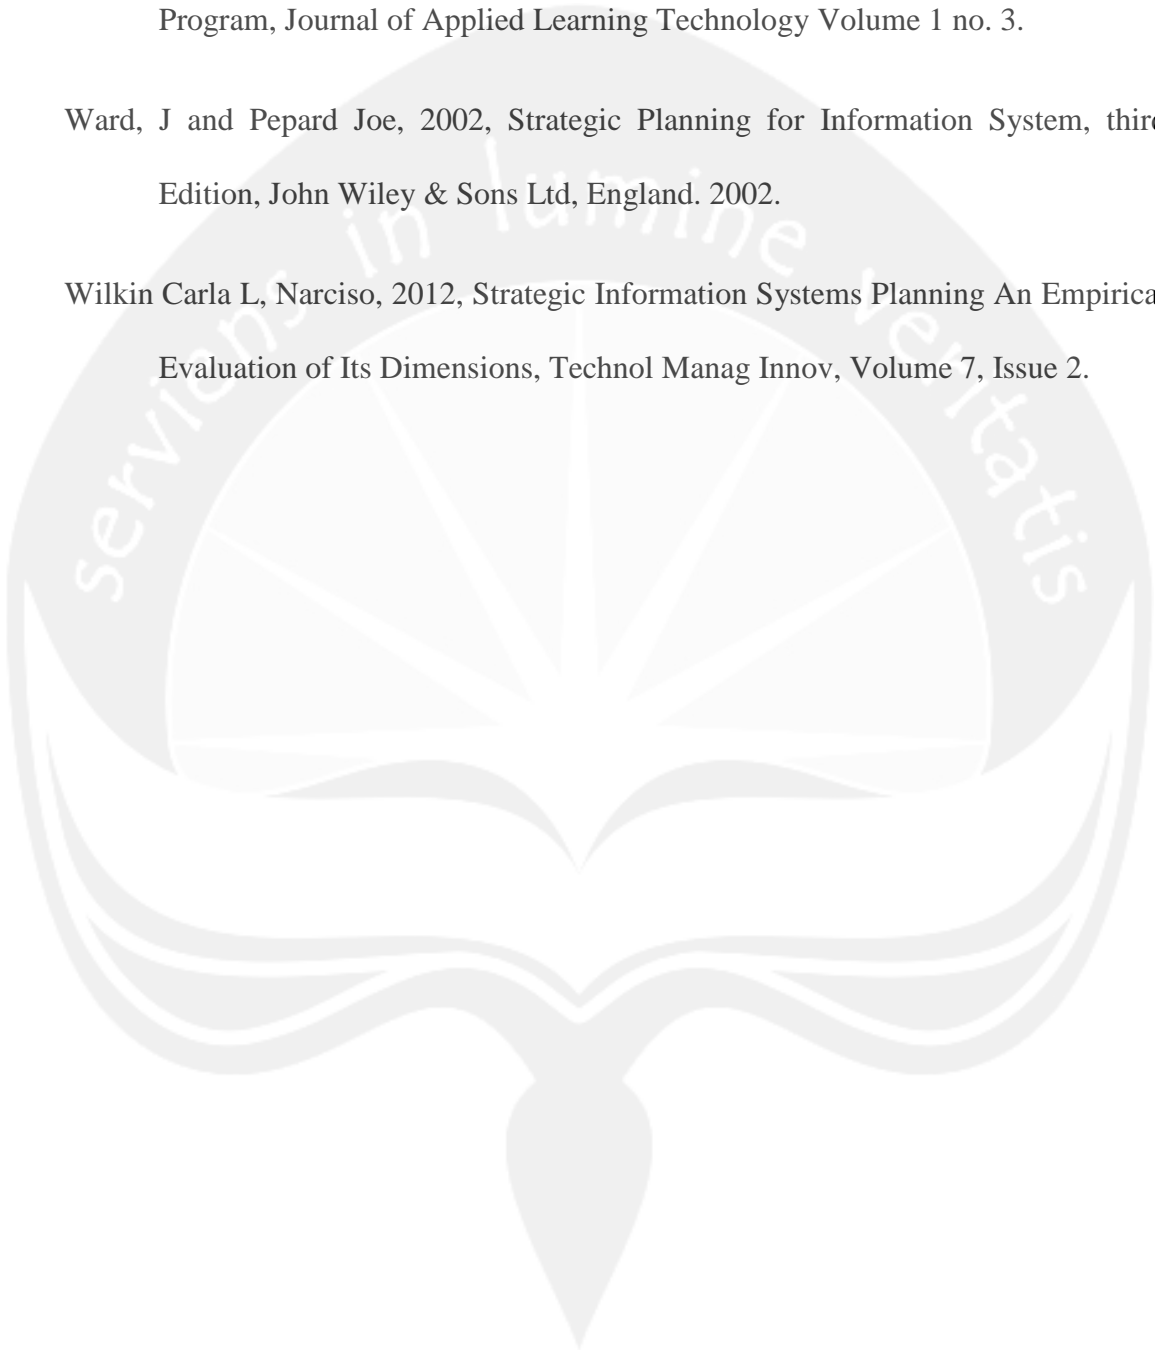 Program, Journal of Applied Learning Technology Volume 1 no. 3.
Ward, J and Pepard Joe, 2002, Strategic Planning for Information System, third
Edition, John Wiley & Sons Ltd, England. 2002.
Wilkin Carla L, Narciso, 2012, Strategic Information Systems Planning An Empirica
Evaluation of Its Dimensions, Technol Manag Innov, Volume 7, Issue 2.
serviens in lumine veritatis